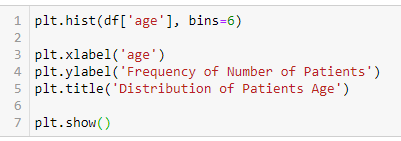 1 plt.hist(df['age'], bins=6)
2
3 plt.xlabel('age')
4 plt.ylabel('Frequency of Number of Patients')
5 plt.title('Distribution of Patients Age')
6
7 plt.show()